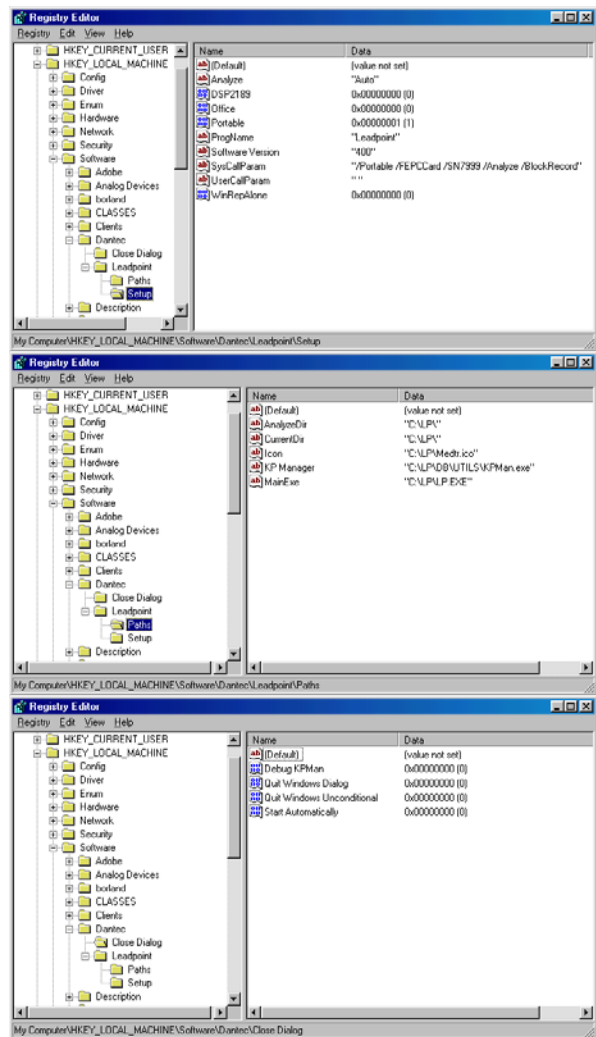 Registry Editor
Registry Edit View Help
HKEY_CURRENT_USER
HKEY_LOCAL_MACHINE
Config
Driver
Enum
Hardware
Network
Security
Software
Adobe
Analog Devices
borland
CLASSES
Clients
Dantec
Close Dialog
Leadpoint
Paths
Setup
Description
Name Data
(Default) (value not set)
Analyze "Auto"
DSP2189 0x00000000 (0)
Office 0x00000000 (0)
Portable 0x00000001 (1)
ProgName "Leadpoint"
Software Version "400"
SysCallParam "/Portable /FEPCCard /SN7999 /Analyze /BlockRecord"
UserCallParam " "
WinRepAlone 0x00000000 (0)
My Computer\HKEY_LOCAL_MACHINE\Software\Dantec\Leadpoint\Setup
Registry Editor
Registry Edit View Help
HKEY_CURRENT_USER
HKEY_LOCAL_MACHINE
Config
Driver
Enum
Hardware
Network
Security
Software
Adobe
Analog Devices
borland
CLASSES
Clients
Dantec
Close Dialog
Leadpoint
Paths
Setup
Description
Name Data
(Default) (value not set)
AnalyzeDir "C:\LP\"
CurrentDir "C:\LP\"
Icon "C:\LP\Medtr.ico"
KP Manager "C:\LP\DB\UTILS\KPMan.exe"
MainExe "C:\LP\LP.EXE"
My Computer\HKEY_LOCAL_MACHINE\Software\Dantec\Leadpoint\Paths
Registry Editor
Registry Edit View Help
HKEY_CURRENT_USER
HKEY_LOCAL_MACHINE
Config
Driver
Enum
Hardware
Network
Security
Software
Adobe
Analog Devices
borland
CLASSES
Clients
Dantec
Close Dialog
Leadpoint
Paths
Setup
Description
Name Data
(Default) (value not set)
Debug KPMan 0x00000000 (0)
Quit Windows Dialog 0x00000000 (0)
Quit Windows Unconditional 0x00000000 (0)
Start Automatically 0x00000000 (0)
My Computer\HKEY_LOCAL_MACHINE\Software\Dantec\Close Dialog